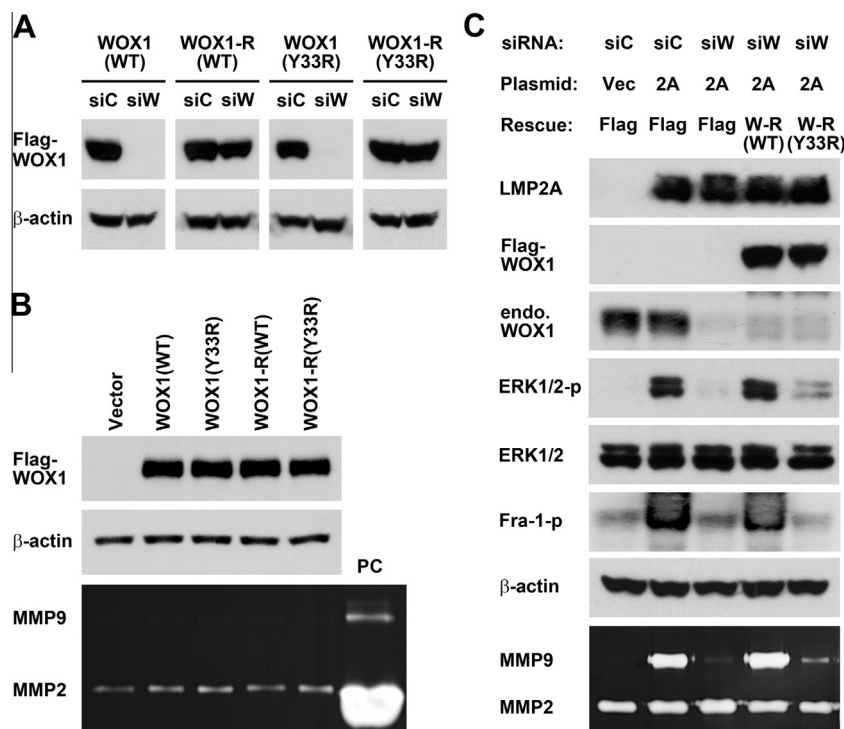 A
WOX1 (WT) WOX1-R (WT) WOX1 (Y33R) WOX1-R (Y33R)
siC siW siC siW siC siW siC siW
Flag-WOX1
β-actin
B
Vector WOX1(WT) WOX1(Y33R) WOX1-R(WT) WOX1-R(Y33R)
Flag-WOX1
β-actin
PC
MMP9
MMP2
C
siRNA: siC siC siW siW siW
Plasmid: Vec 2A 2A 2A 2A
Rescue: Flag Flag Flag W-R (WT) W-R (Y33R)
LMP2A
Flag-WOX1
endo. WOX1
ERK1/2-p
ERK1/2
Fra-1-p
β-actin
MMP9
MMP2